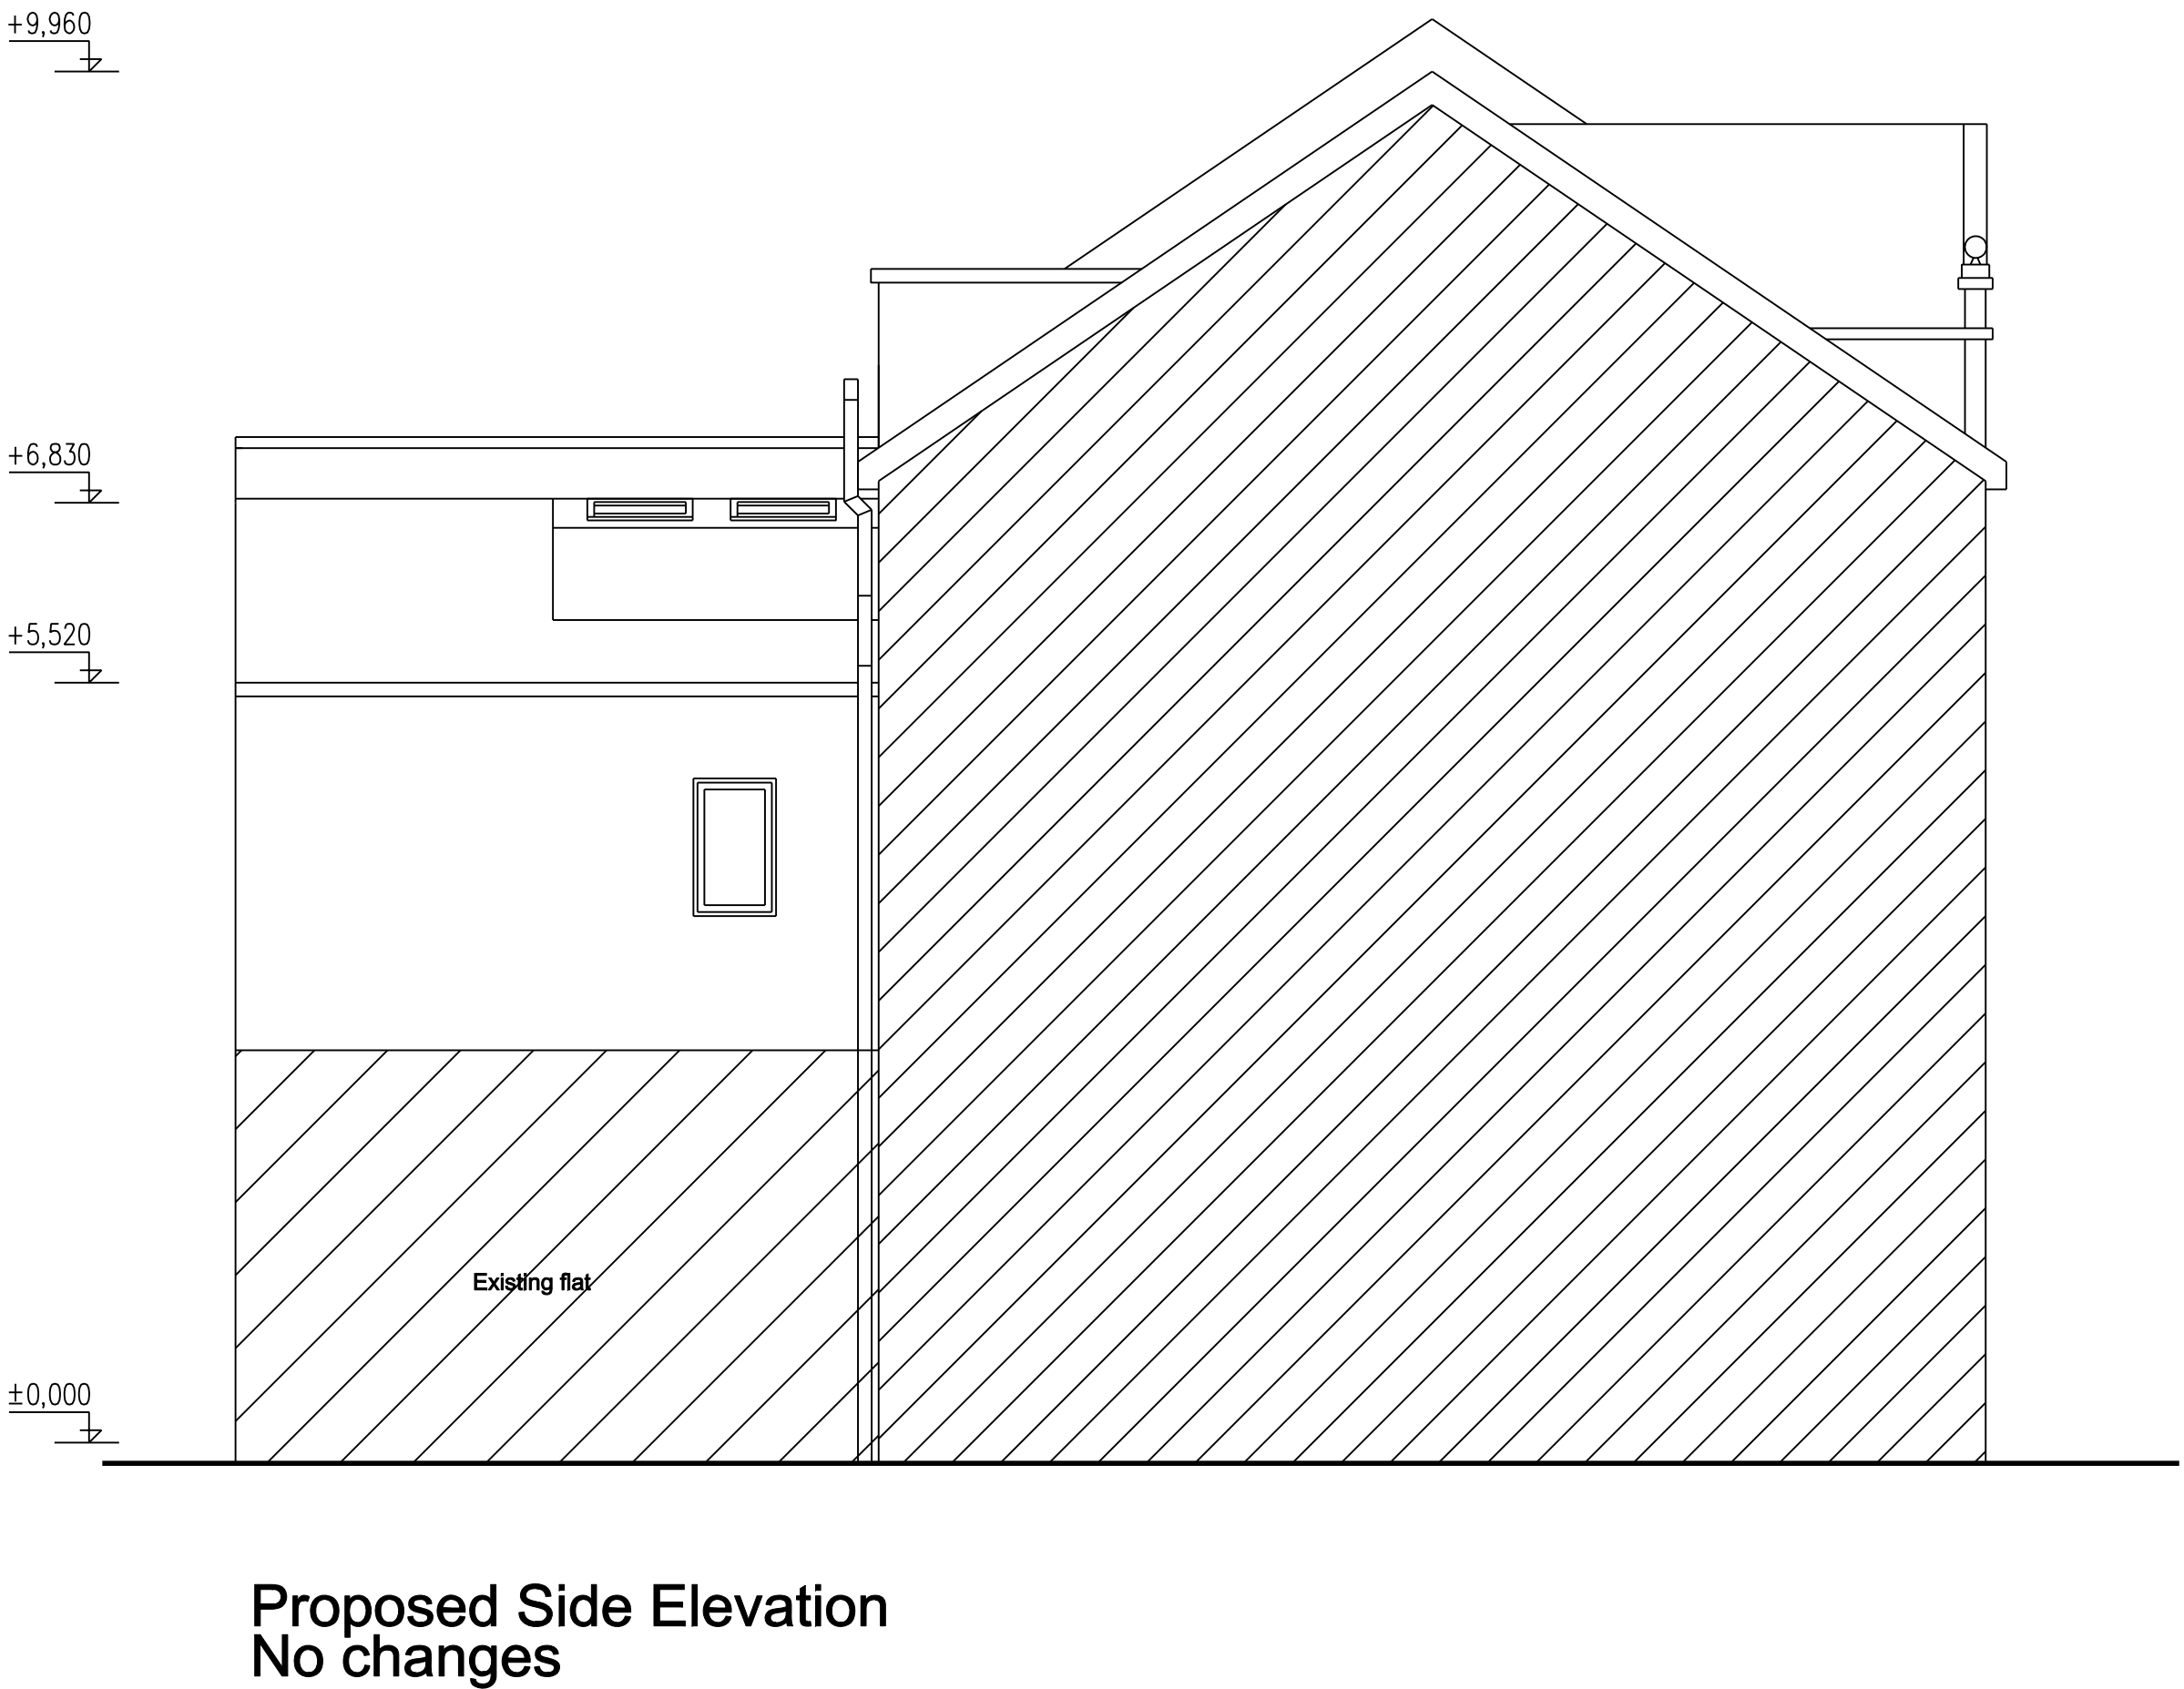 +9,960
+6,830
+5,520
Existing flat
±0,000
Proposed Side Elevation
No changes